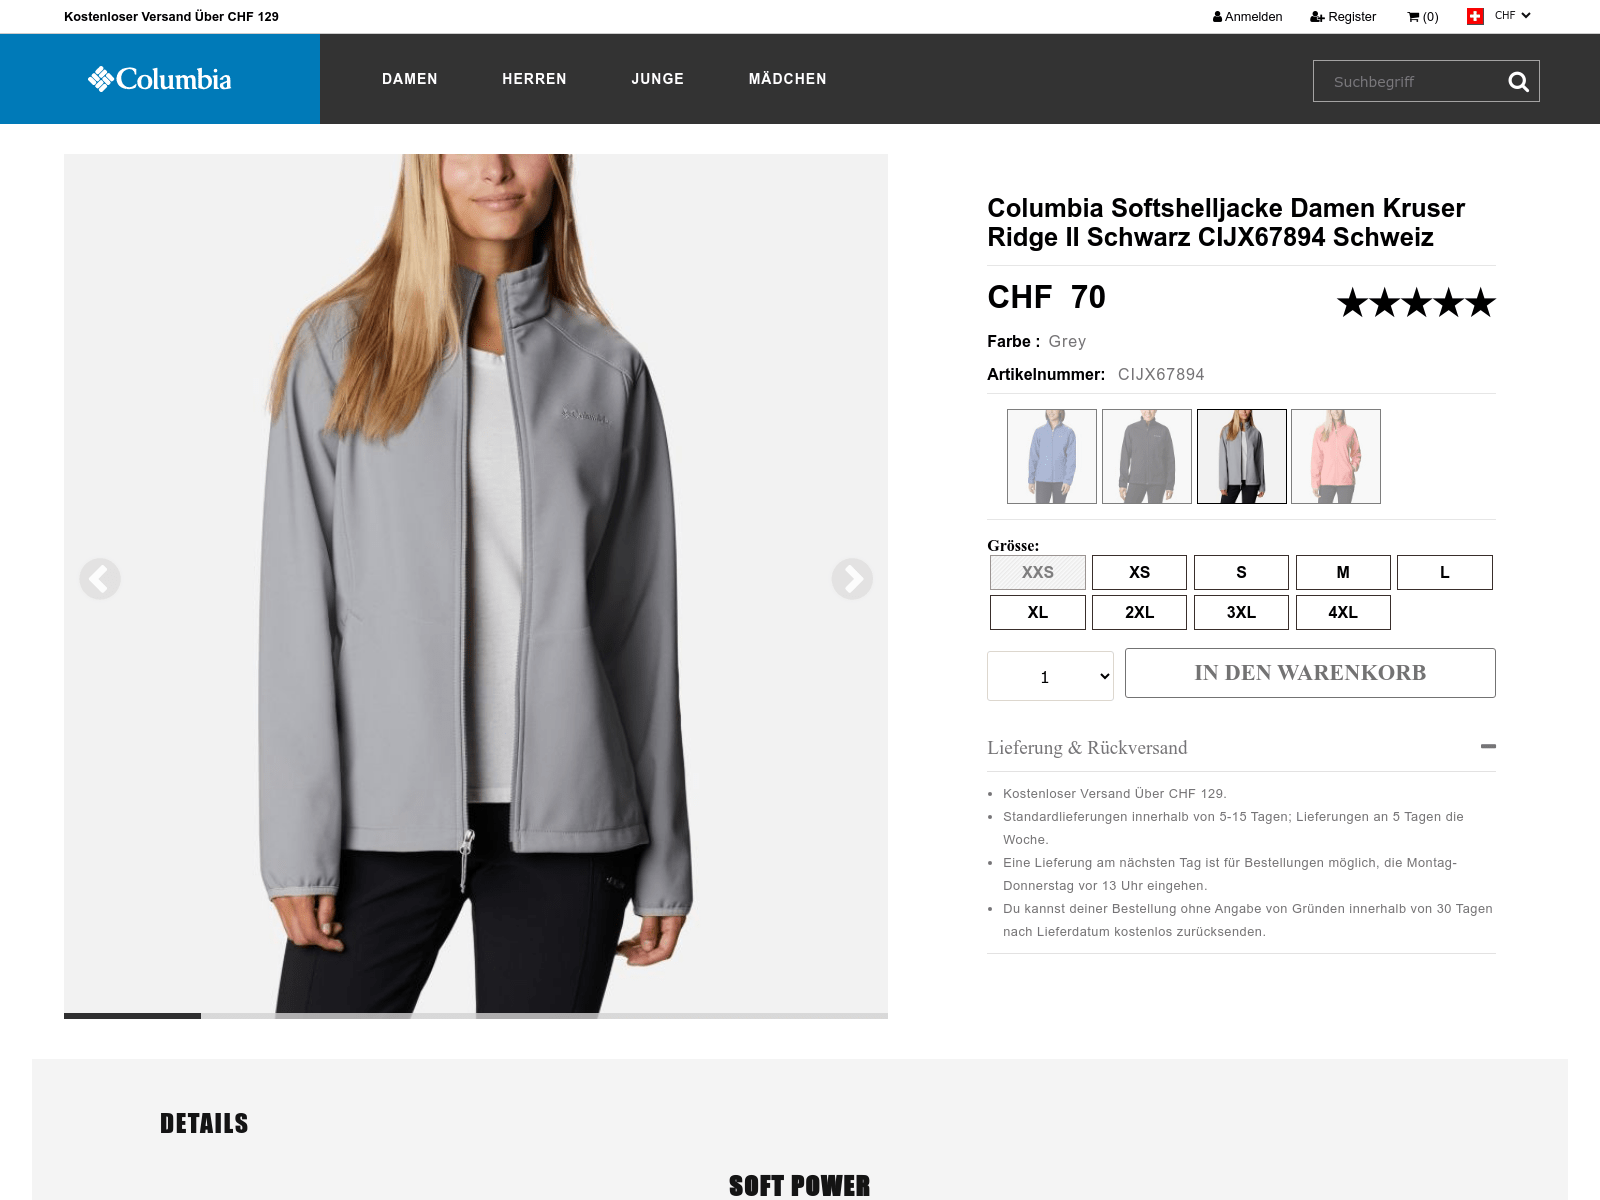 Kostenloser Versand Über CHF 129
Anmelden
Register
(0)
CHF
Columbia
DAMEN
HERREN
JUNGE
MÄDCHEN
Suchbegriff
Columbia Softshelljacke Damen Kruser
Ridge II Schwarz CIJX67894 Schweiz
CHF 70
Farbe : Grey
Artikelnummer: CIJX67894
Grösse:
XXS
XS
S
M
L
XL
2XL
3XL
4XL
1
IN DEN WARENKORB
Lieferung & Rückversand
Kostenloser Versand Über CHF 129.
Standardlieferungen innerhalb von 5-15 Tagen; Lieferungen an 5 Tagen die
Woche.
Eine Lieferung am nächsten Tag ist für Bestellungen möglich, die Montag-
Donnerstag vor 13 Uhr eingehen.
Du kannst deiner Bestellung ohne Angabe von Gründen innerhalb von 30 Tagen
nach Lieferdatum kostenlos zurücksenden.
Columbia
DETAILS
SOFT POWER